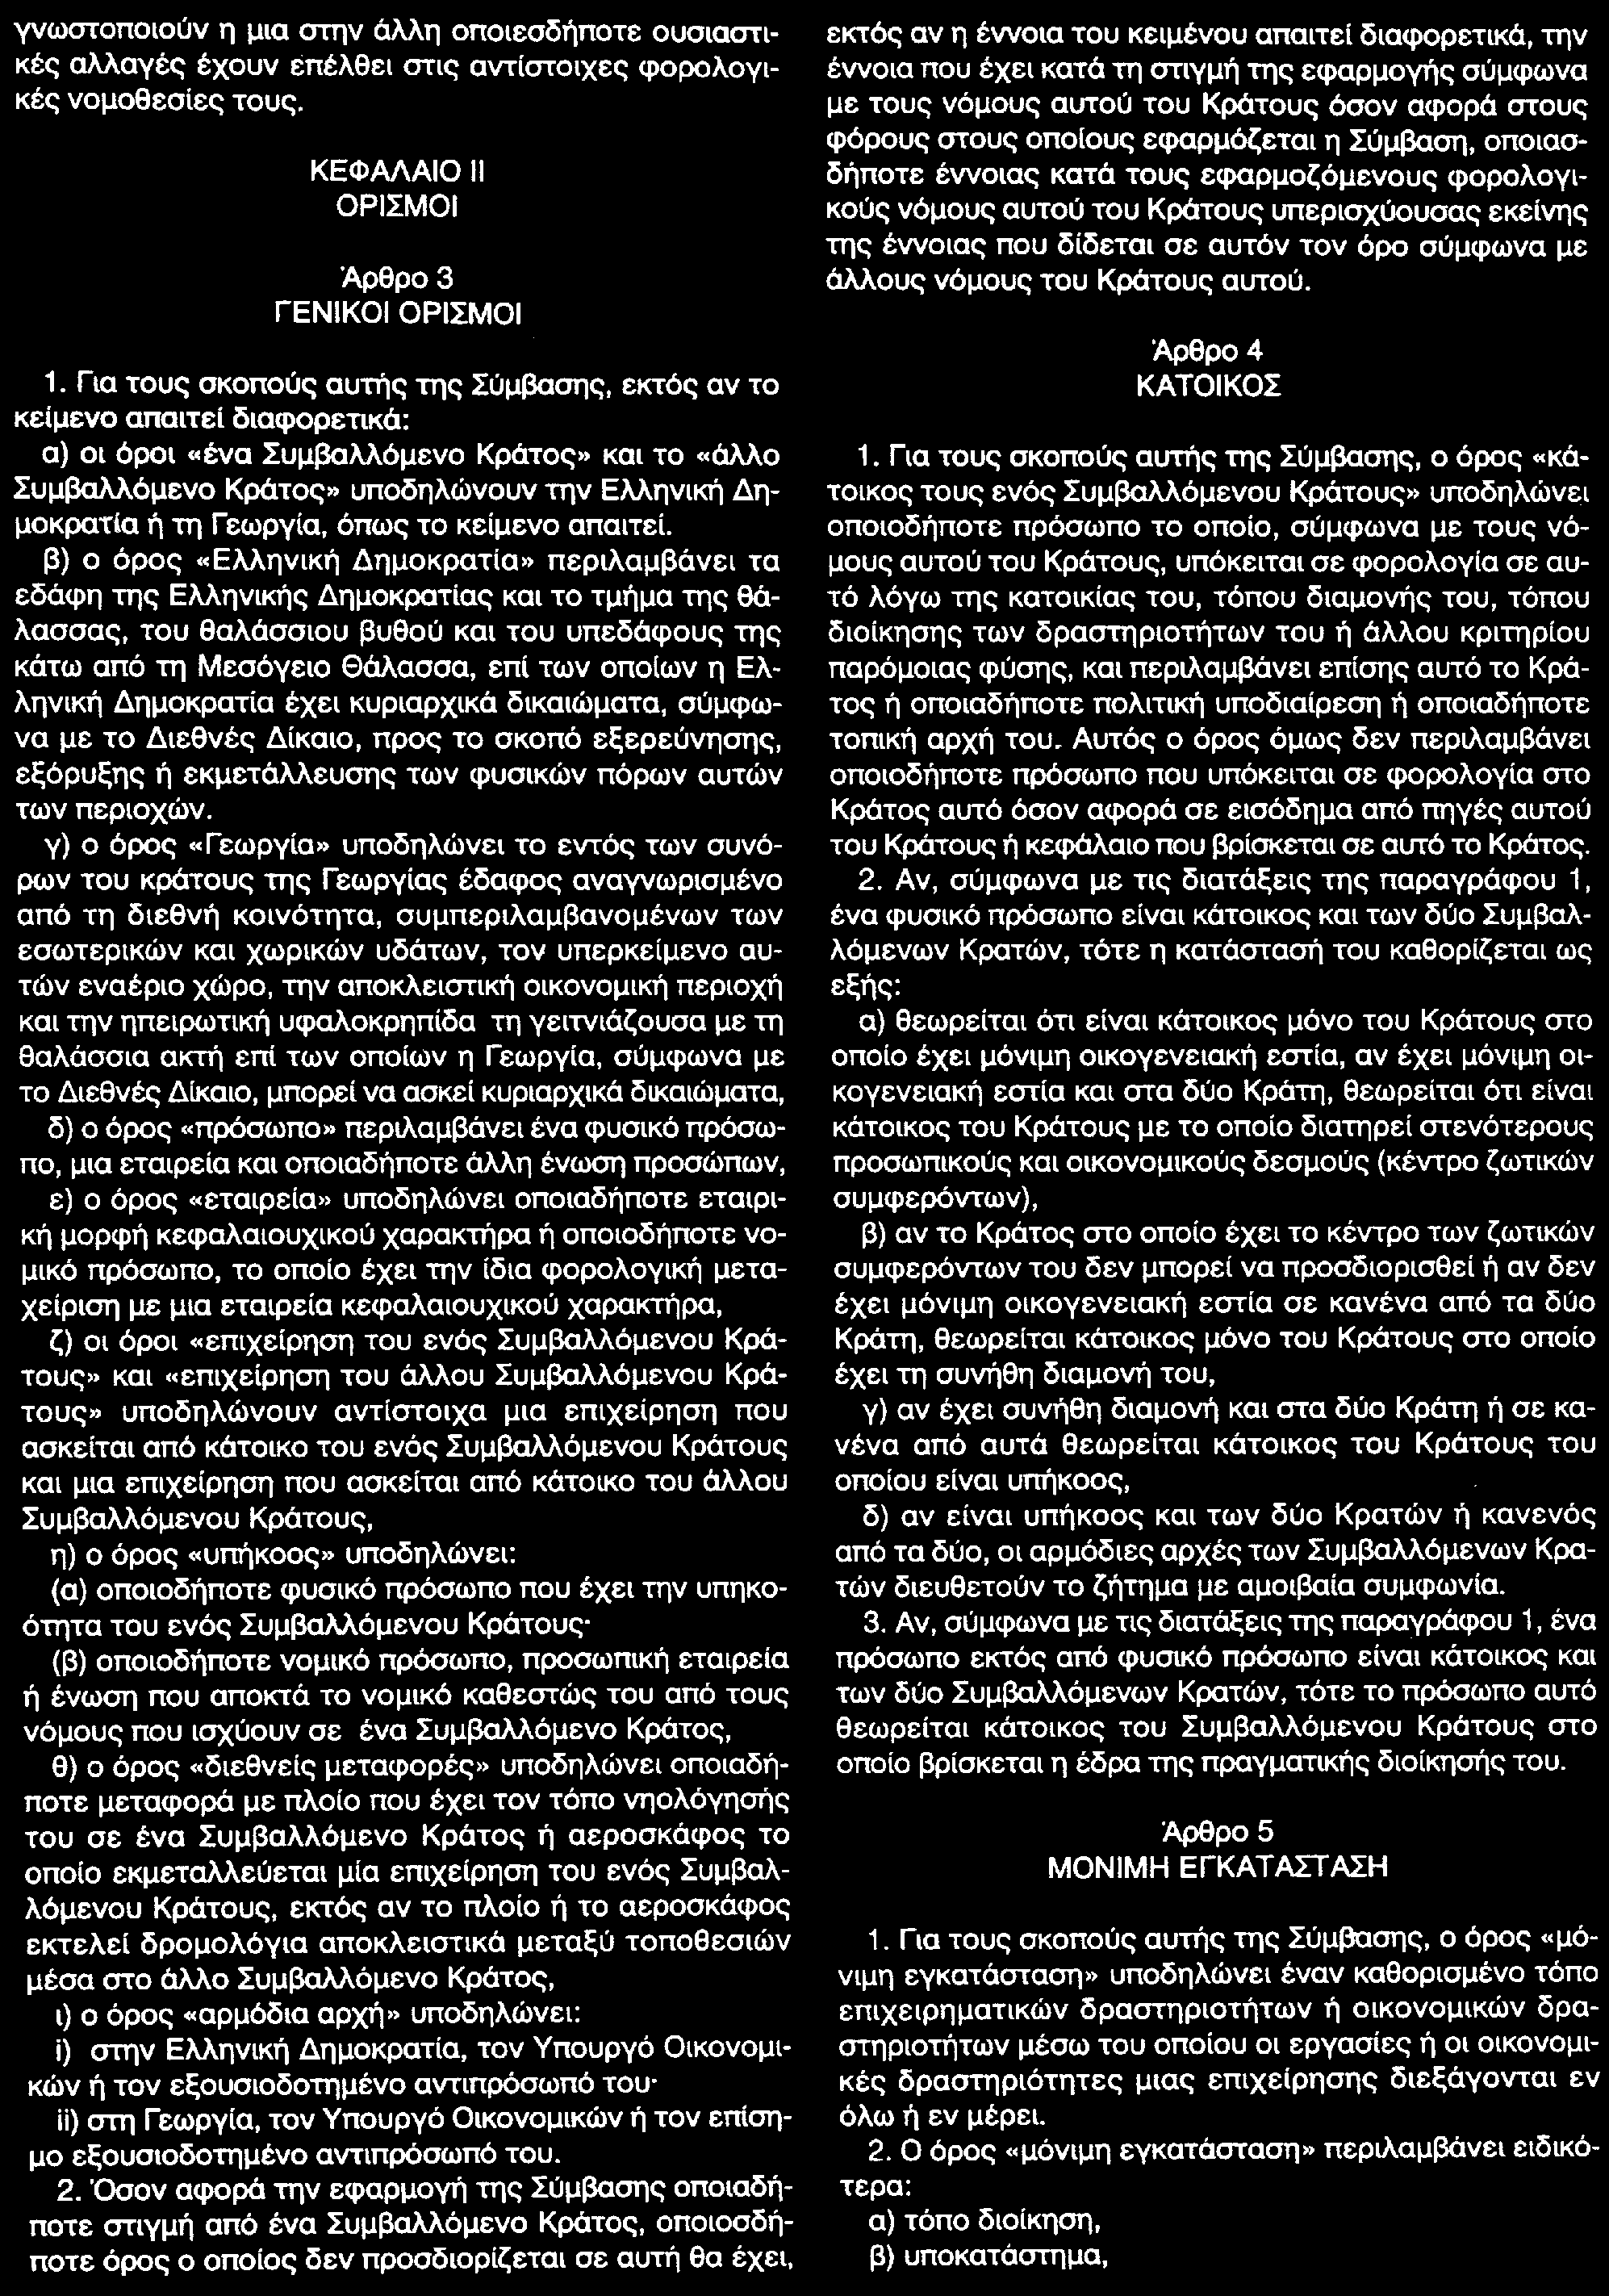 γνωστοποιούν η μια στην άλλη οποιεσδήποτε ουσιαστι-
κές αλλαγές έχουν επέλθει στις αντίστοιχες φορολογι-
κές νομοθεσίες τους.
ΚΕΦΑΛΑΙΟ ΙΙ
ΟΡΙΣΜΟΙ
Άρθρο 3
ΓΕΝΙΚΟΙ ΟΡΙΣΜΟΙ
1. Για τους σκοπούς αυτής της Σύμβασης, εκτός αν το
κείμενο απαιτεί διαφορετικά:
α) οι όροι «ένα Συμβαλλόμενο Κράτος» και το «άλλο
Συμβαλλόμενο Κράτος» υποδηλώνουν την Ελληνική Δη-
μοκρατία ή τη Γεωργία, όπως το κείμενο απαιτεί.
β) ο όρος «Ελληνική Δημοκρατία» περιλαμβάνει τα
εδάφη της Ελληνικής Δημοκρατίας και το τμήμα της θά-
λασσας, του θαλάσσιου βυθού και του υπεδάφους της
κάτω από τη Μεσόγειο Θάλασσα, επί των οποίων η Ελ-
ληνική Δημοκρατία έχει κυριαρχικά δικαιώματα, σύμφω-
να με το Διεθνές Δίκαιο, προς το σκοπό εξερεύνησης,
εξόρυξης ή εκμετάλλευσης των φυσικών πόρων αυτών
των περιοχών.
γ) ο όρος «Γεωργία» υποδηλώνει το εντός των συνό-
ρων του κράτους της Γεωργίας έδαφος αναγνωρισμένο
από τη διεθνή κοινότητα, συμπεριλαμβανομένων των
εσωτερικών και χωρικών υδάτων, τον υπερκείμενο αυ-
τών εναέριο χώρο, την αποκλειστική οικονομική περιοχή
και την ηπειρωτική υφαλοκρηπίδα τη γειτνιάζουσα με τη
θαλάσσια ακτή επί των οποίων η Γεωργία, σύμφωνα με
το Διεθνές Δίκαιο, μπορεί να ασκεί κυριαρχικά δικαιώματα,
δ) ο όρος «πρόσωπο» περιλαμβάνει ένα φυσικό πρόσω-
πο, μια εταιρεία και οποιαδήποτε άλλη ένωση προσώπων,
ε) ο όρος «εταιρεία» υποδηλώνει οποιαδήποτε εταιρι-
κή μορφή κεφαλαιουχικού χαρακτήρα ή οποιοδήποτε νο-
μικό πρόσωπο, το οποίο έχει την ίδια φορολογική μετα-
χείριση με μια εταιρεία κεφαλαιουχικού χαρακτήρα,
ζ) οι όροι «επιχείρηση του ενός Συμβαλλόμενου Κρά-
τους» και «επιχείρηση του άλλου Συμβαλλόμενου Κρά-
τους» υποδηλώνουν αντίστοιχα μια επιχείρηση που
ασκείται από κάτοικο του ενός Συμβαλλόμενου Κράτους
και μια επιχείρηση που ασκείται από κάτοικο του άλλου
Συμβαλλόμενου Κράτους,
η) ο όρος «υπήκοος» υποδηλώνει:
(α) οποιοδήποτε φυσικό πρόσωπο που έχει την υπηκο-
ότητα του ενός Συμβαλλόμενου Κράτους·
(β) οποιοδήποτε νομικό πρόσωπο, προσωπική εταιρεία
ή ένωση που αποκτά το νομικό καθεστώς του από τους
νόμους που ισχύουν σε ένα Συμβαλλόμενο Κράτος,
θ) ο όρος «διεθνείς μεταφορές» υποδηλώνει οποιαδή-
ποτε μεταφορά με πλοίο που έχει τον τόπο νηολόγησής
του σε ένα Συμβαλλόμενο Κράτος ή αεροσκάφος το
οποίο εκμεταλλεύεται μία επιχείρηση του ενός Συμβαλ-
λόμενου Κράτους, εκτός αν το πλοίο ή το αεροσκάφος
εκτελεί δρομολόγια αποκλειστικά μεταξύ τοποθεσιών
μέσα στο άλλο Συμβαλλόμενο Κράτος,
ι) ο όρος «αρμόδια αρχή» υποδηλώνει:
i) στην Ελληνική Δημοκρατία, τον Υπουργό Οικονομι-
κών ή τον εξουσιοδοτημένο αντιπρόσωπό του·
ii) στη Γεωργία, τον Υπουργό Οικονομικών ή τον επίση-
μο εξουσιοδοτημένο αντιπρόσωπό του.
2. Όσον αφορά την εφαρμογή της Σύμβασης οποιαδή-
ποτε στιγμή από ένα Συμβαλλόμενο Κράτος, οποιοσδή-
ποτε όρος ο οποίος δεν προσδιορίζεται σε αυτή θα έχει,
εκτός αν η έννοια του κειμένου απαιτεί διαφορετικά, την
έννοια που έχει κατά τη στιγμή της εφαρμογής σύμφωνα
με τους νόμους αυτού του Κράτους όσον αφορά στους
φόρους στους οποίους εφαρμόζεται η Σύμβαση, οποιασ-
δήποτε έννοιας κατά τους εφαρμοζόμενους φορολογι-
κούς νόμους αυτού του Κράτους υπερισχύουσας εκείνης
της έννοιας που δίδεται σε αυτόν τον όρο σύμφωνα με
άλλους νόμους του Κράτους αυτού.
Άρθρο 4
ΚΑΤΟΙΚΟΣ
1. Για τους σκοπούς αυτής της Σύμβασης, ο όρος «κά-
τοικος τους ενός Συμβαλλόμενου Κράτους» υποδηλώνει
οποιοδήποτε πρόσωπο το οποίο, σύμφωνα με τους νό-
μους αυτού του Κράτους, υπόκειται σε φορολογία σε αυ-
τό λόγω της κατοικίας του, τόπου διαμονής του, τόπου
διοίκησης των δραστηριοτήτων του ή άλλου κριτηρίου
παρόμοιας φύσης, και περιλαμβάνει επίσης αυτό το Κρά-
τος ή οποιαδήποτε πολιτική υποδιαίρεση ή οποιαδήποτε
τοπική αρχή του. Αυτός ο όρος όμως δεν περιλαμβάνει
οποιοδήποτε πρόσωπο που υπόκειται σε φορολογία στο
Κράτος αυτό όσον αφορά σε εισόδημα από πηγές αυτού
του Κράτους ή κεφάλαιο που βρίσκεται σε αυτό το Κράτος.
2. Αν, σύμφωνα με τις διατάξεις της παραγράφου 1,
ένα φυσικό πρόσωπο είναι κάτοικος και των δύο Συμβαλ-
λόμενων Κρατών, τότε η κατάστασή του καθορίζεται ως
εξής:
α) θεωρείται ότι είναι κάτοικος μόνο του Κράτους στο
οποίο έχει μόνιμη οικογενειακή εστία, αν έχει μόνιμη οι-
κογενειακή εστία και στα δύο Κράτη, θεωρείται ότι είναι
κάτοικος του Κράτους με το οποίο διατηρεί στενότερους
προσωπικούς και οικονομικούς δεσμούς (κέντρο ζωτικών
συμφερόντων),
β) αν το Κράτος στο οποίο έχει το κέντρο των ζωτικών
συμφερόντων του δεν μπορεί να προσδιορισθεί ή αν δεν
έχει μόνιμη οικογενειακή εστία σε κανένα από τα δύο
Κράτη, θεωρείται κάτοικος μόνο του Κράτους στο οποίο
έχει τη συνήθη διαμονή του,
γ) αν έχει συνήθη διαμονή και στα δύο Κράτη ή σε κα-
νένα από αυτά θεωρείται κάτοικος του Κράτους του
οποίου είναι υπήκοος,
δ) αν είναι υπήκοος και των δύο Κρατών ή κανενός
από τα δύο, οι αρμόδιες αρχές των Συμβαλλόμενων Κρα-
τών διευθετούν το ζήτημα με αμοιβαία συμφωνία.
3. Αν, σύμφωνα με τις διατάξεις της παραγράφου 1, ένα
πρόσωπο εκτός από φυσικό πρόσωπο είναι κάτοικος και
των δύο Συμβαλλόμενων Κρατών, τότε το πρόσωπο αυτό
θεωρείται κάτοικος του Συμβαλλόμενου Κράτους στο
οποίο βρίσκεται η έδρα της πραγματικής διοίκησής του.
Άρθρο 5
ΜΟΝΙΜΗ ΕΓΚΑΤΑΣΤΑΣΗ
1. Για τους σκοπούς αυτής της Σύμβασης, ο όρος «μό-
νιμη εγκατάσταση» υποδηλώνει έναν καθορισμένο τόπο
επιχειρηματικών δραστηριοτήτων ή οικονομικών δρα-
στηριοτήτων μέσω του οποίου οι εργασίες ή οι οικονομι-
κές δραστηριότητες μιας επιχείρησης διεξάγονται εν
όλω ή εν μέρει.
2. Ο όρος «μόνιμη εγκατάσταση» περιλαμβάνει ειδικό-
τερα:
α) τόπο διοίκηση,
β) υποκατάστημα,